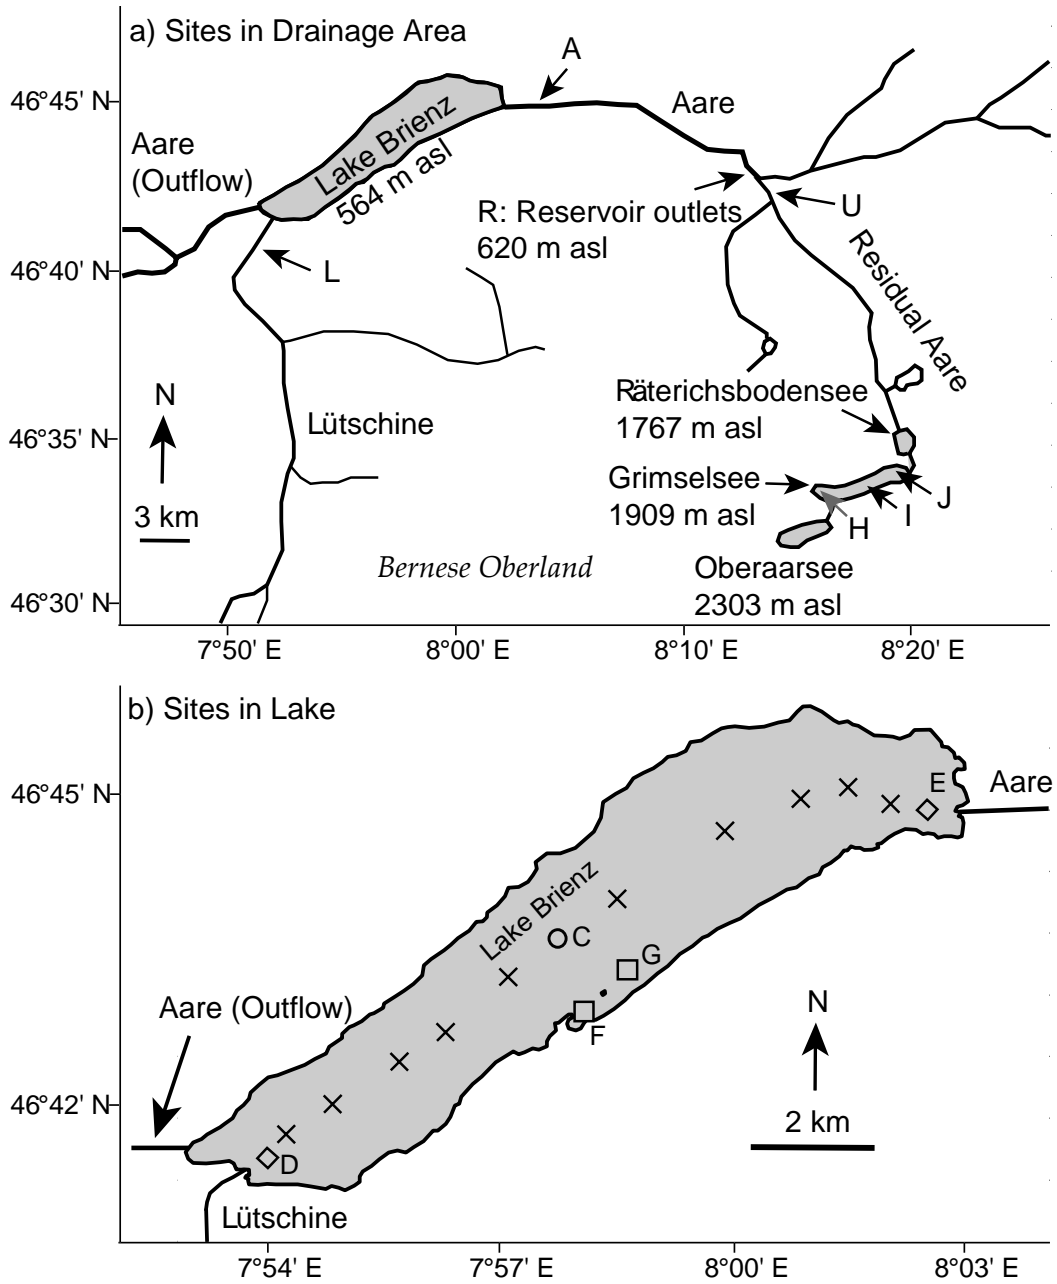 a) Sites in Drainage Area
A
46°45' N
Aare
Aare
(Outflow)
Lake Brienz
564 m asl
R: Reservoir outlets
620 m asl
U
46°40' N
L
Residual Aare
N
Räterichsbodensee
1767 m asl
Lütschine
46°35' N
Grimselsee
1909 m asl
J
I
H
3 km
Bernese Oberland
Oberaarsee
2303 m asl
46°30' N
7°50' E
8°00' E
8°10' E
8°20' E
b) Sites in Lake
46°45' N
E
Aare
Lake Brienz
C
G
Aare (Outflow)
N
F
46°42' N
2 km
D
Lütschine
7°54' E
7°57' E
8°00' E
8°03' E